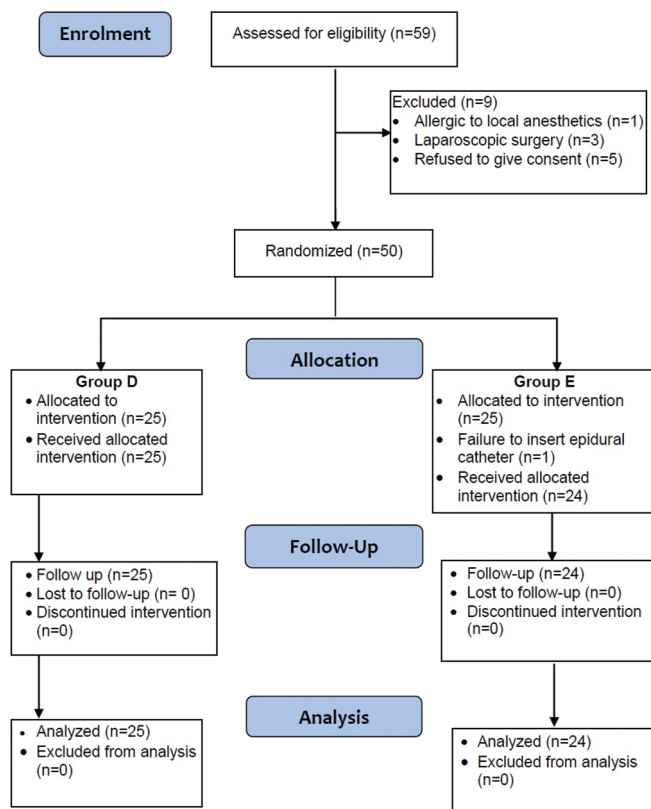 Enrolment
Assessed for eligibility (n=59)
Excluded (n=9)
• Allergic to local anesthetics (n=1)
• Laparoscopic surgery (n=3)
• Refused to give consent (n=5)
Randomized (n=50)
Allocation
Group D
• Allocated to
intervention (n=25)
• Received allocated
intervention (n=25)
Group E
• Allocated to intervention
(n=25)
• Failure to insert epidural
catheter (n=1)
• Received allocated
intervention (n=24)
Follow-Up
• Follow up (n=25)
• Lost to follow-up (n= 0)
• Discontinued intervention
(n=0)
• Follow-up (n=24)
• Lost to follow-up (n=0)
• Discontinued intervention
(n=0)
Analysis
• Analyzed (n=25)
• Excluded from analysis
(n=0)
• Analyzed (n=24)
• Excluded from analysis
(n=0)